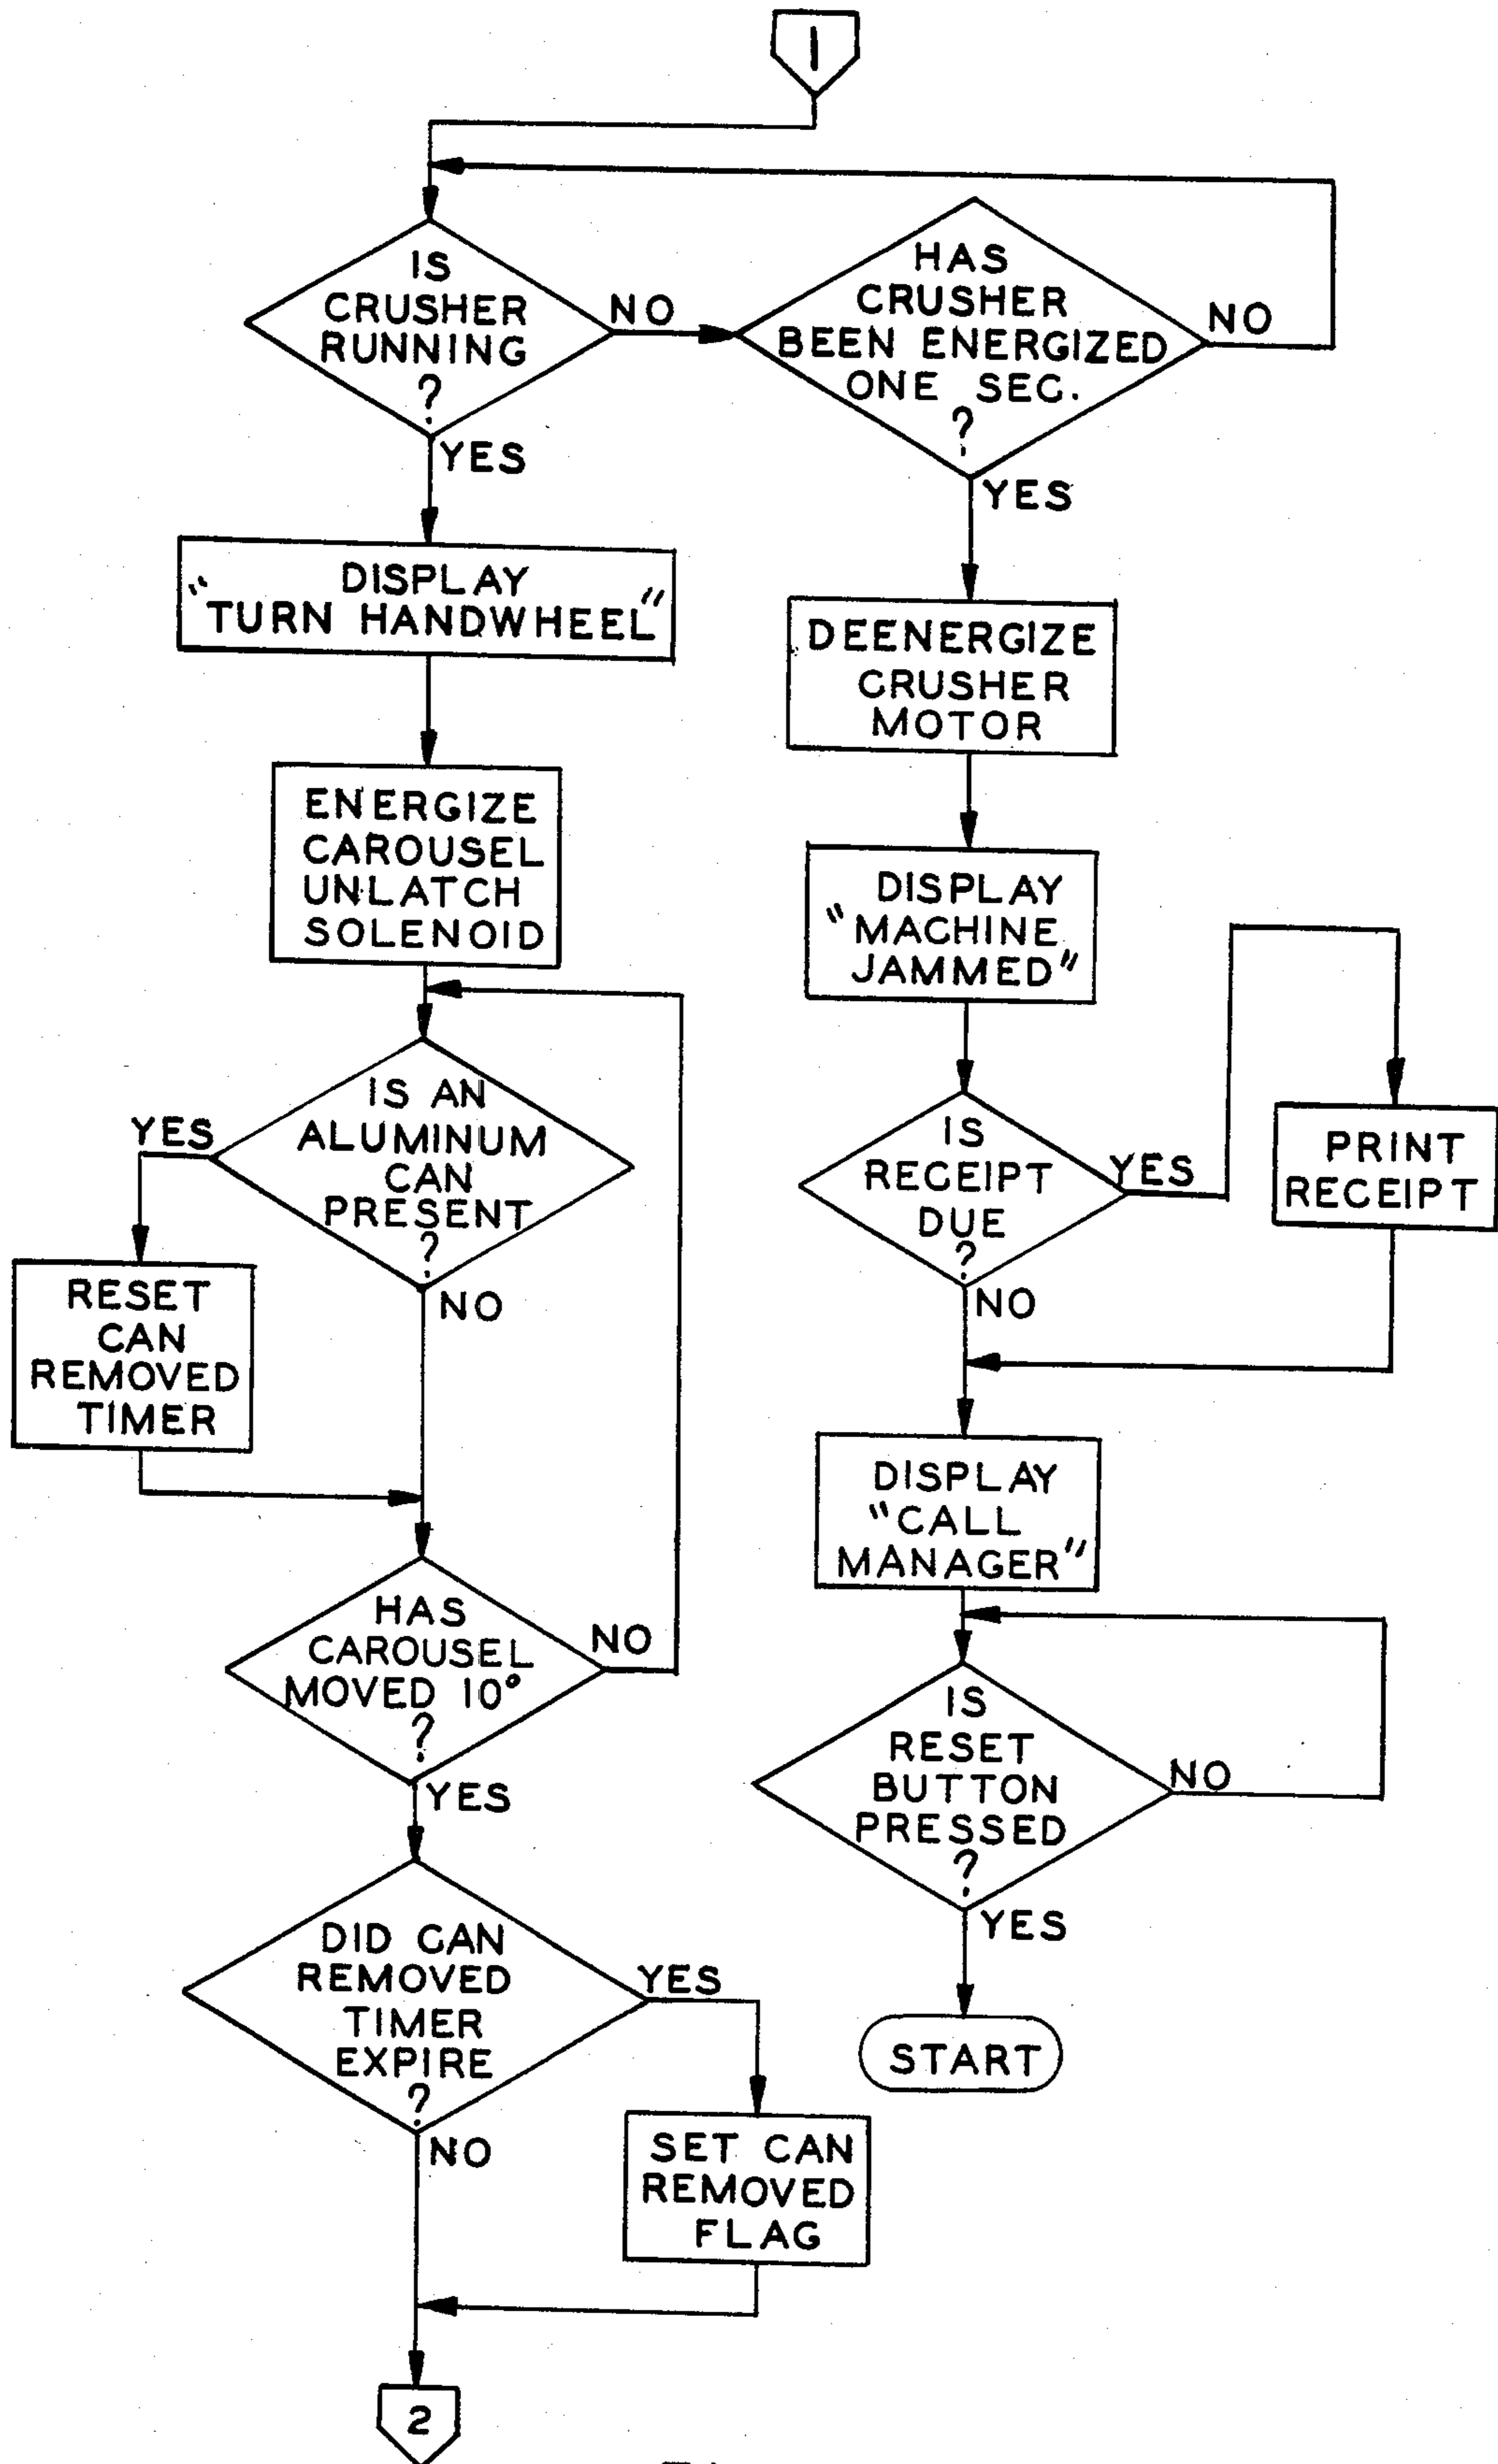 1
IS
CRUSHER
RUNNING
?
NO
YES
HAS
CRUSHER
BEEN ENERGIZED
ONE SEC.
?
NO
YES
DISPLAY
"TURN HANDWHEEL"
DEENERGIZE
CRUSHER
MOTOR
ENERGIZE
CAROUSEL
UNLATCH
SOLENOID
DISPLAY
"MACHINE
JAMMED"
IS AN
ALUMINUM
CAN
PRESENT
?
YES
NO
IS
RECEIPT
DUE
?
YES
NO
PRINT
RECEIPT
RESET
CAN
REMOVED
TIMER
DISPLAY
"CALL
MANAGER"
HAS
CAROUSEL
MOVED 10°
?
NO
YES
IS
RESET
BUTTON
PRESSED
?
NO
YES
DID CAN
REMOVED
TIMER
EXPIRE
?
YES
NO
START
SET CAN
REMOVED
FLAG
2